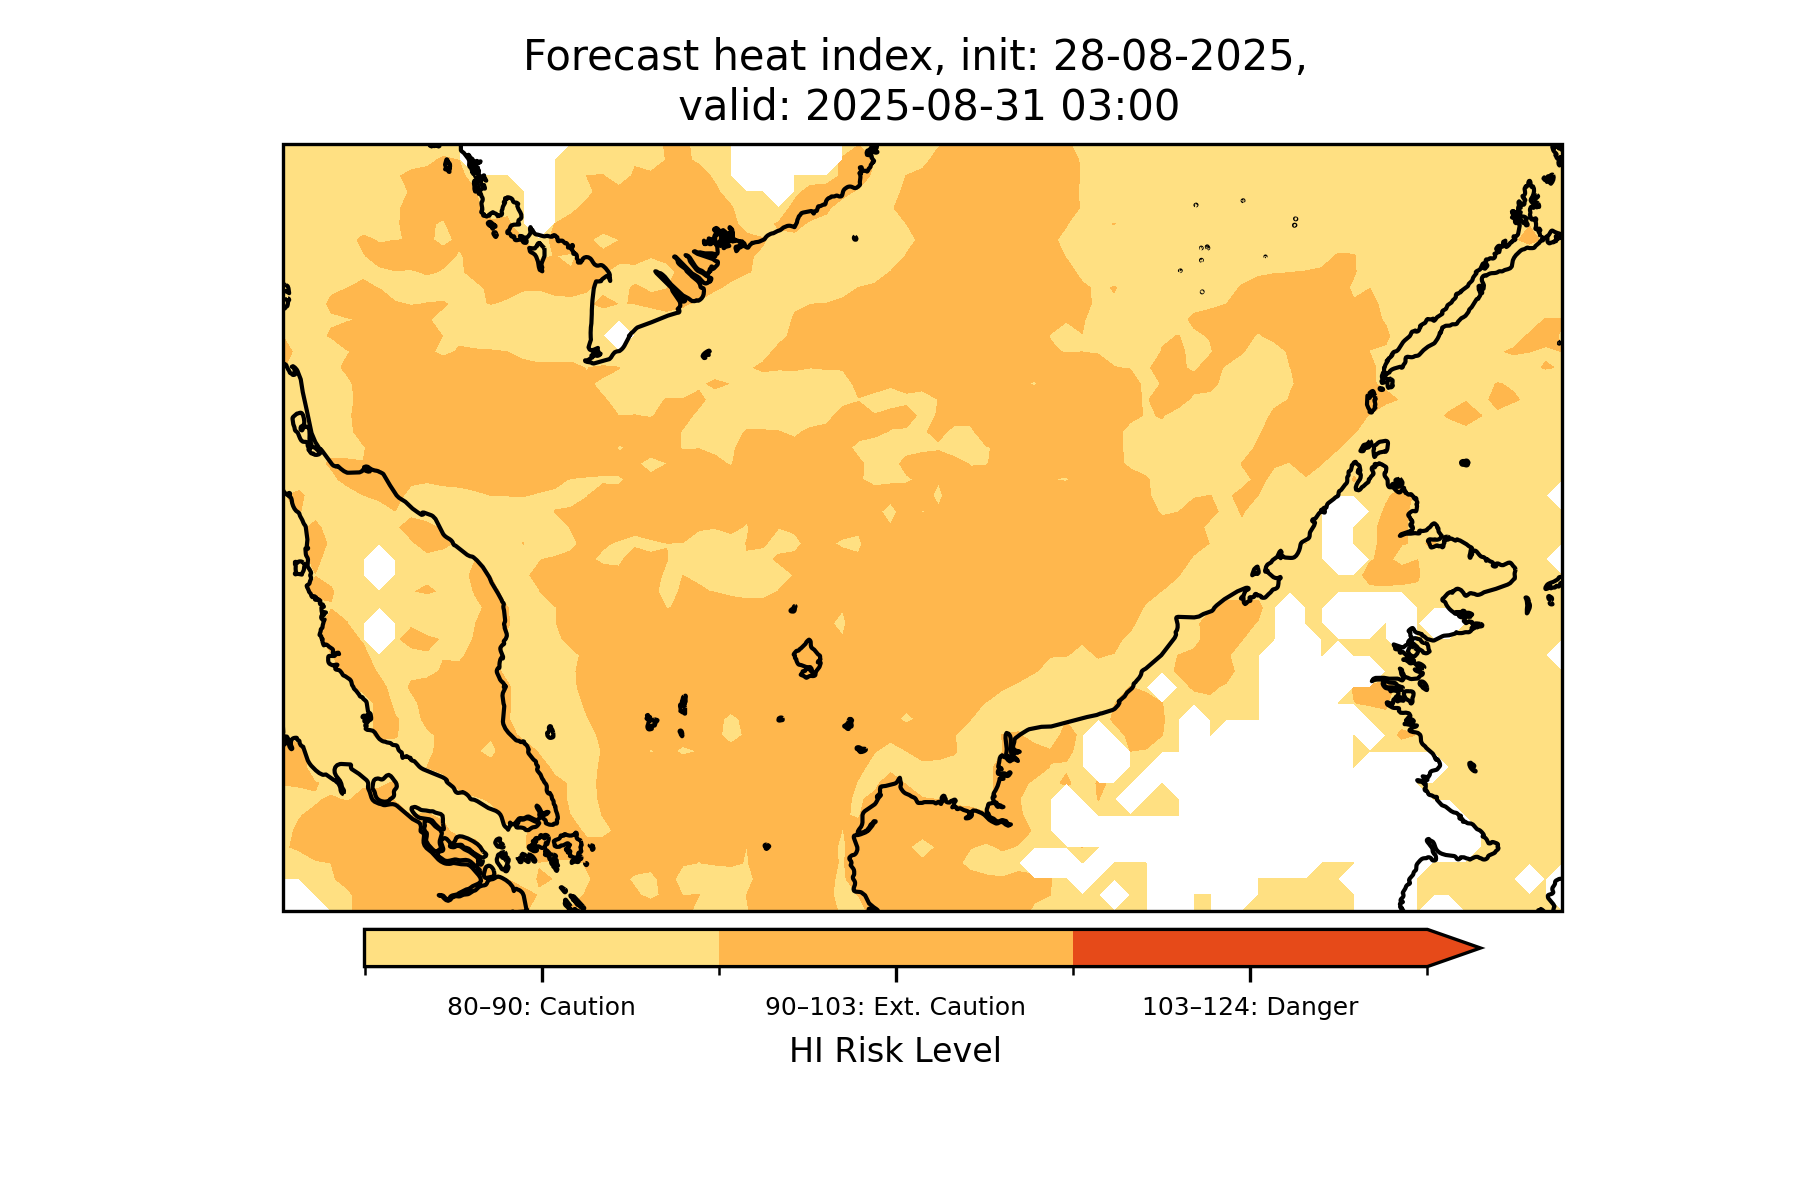 Forecast heat index, init: 28-08-2025,
valid: 2025-08-31 03:00
80–90: Caution
90–103: Ext. Caution
103–124: Danger
HI Risk Level